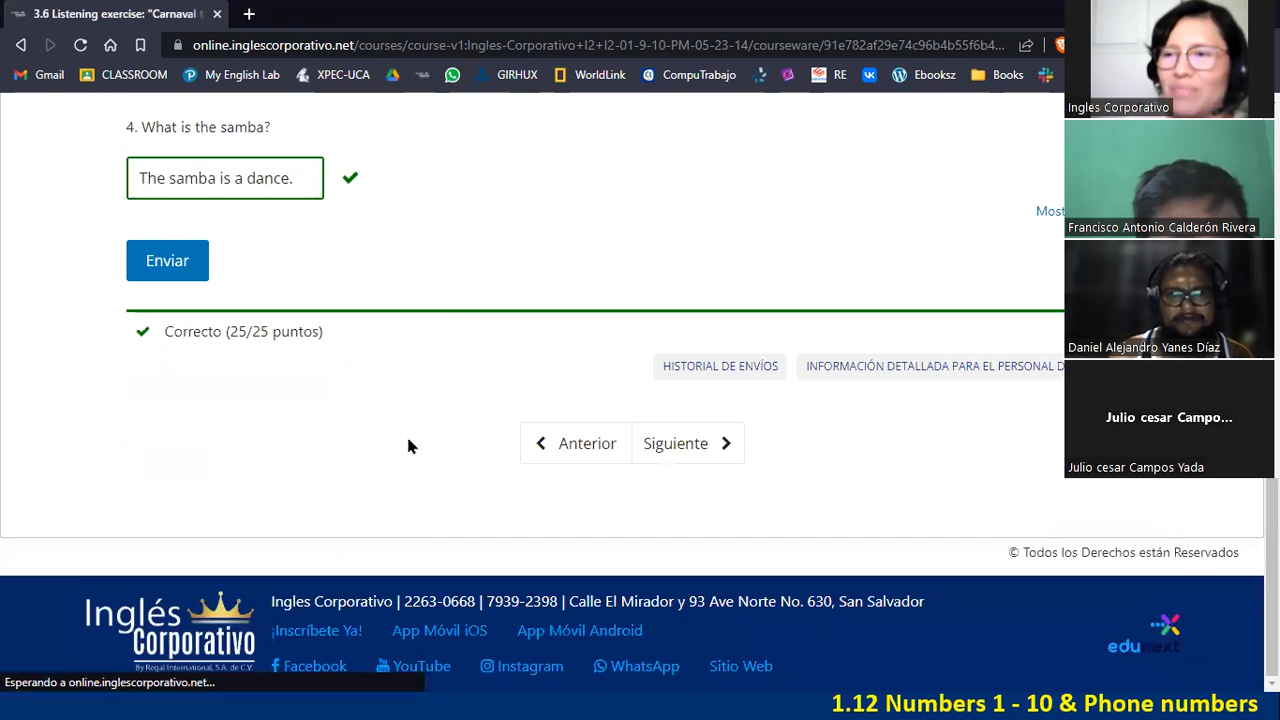 3.6 Listening exercise: "Carnaval
online.inglescorporativo.net/courses/course-v1:Ingles-Corporativo+I2+I2-01-9-10-PM-05-23-14/courseware/91e782af29e74c96b4b55f6b4...
Gmail CLASSROOM My English Lab XPEC-UCA GIRHUX WorldLink CompuTrabajo RE Ebooksz Books
Ingles Corporativo
4. What is the samba?
The samba is a dance.
Most
Francisco Antonio Calderón Rivera
Enviar
Correcto (25/25 puntos)
Daniel Alejandro Yanes Díaz
HISTORIAL DE ENVÍOS INFORMACIÓN DETALLADA PARA EL PERSONAL D
Julio cesar Campo...
Anterior Siguiente
Julio cesar Campos Yada
© Todos los Derechos están Reservados
Inglés Corporativo
By Regal International, S.A. de C.V.
Ingles Corporativo | 2263-0668 | 7939-2398 | Calle El Mirador y 93 Ave Norte No. 630, San Salvador
¡Inscríbete Ya! App Móvil iOS App Móvil Android
edunext
Facebook YouTube Instagram WhatsApp Sitio Web
Esperando a online.inglescorporativo.net...
1.12 Numbers 1 - 10 & Phone numbers